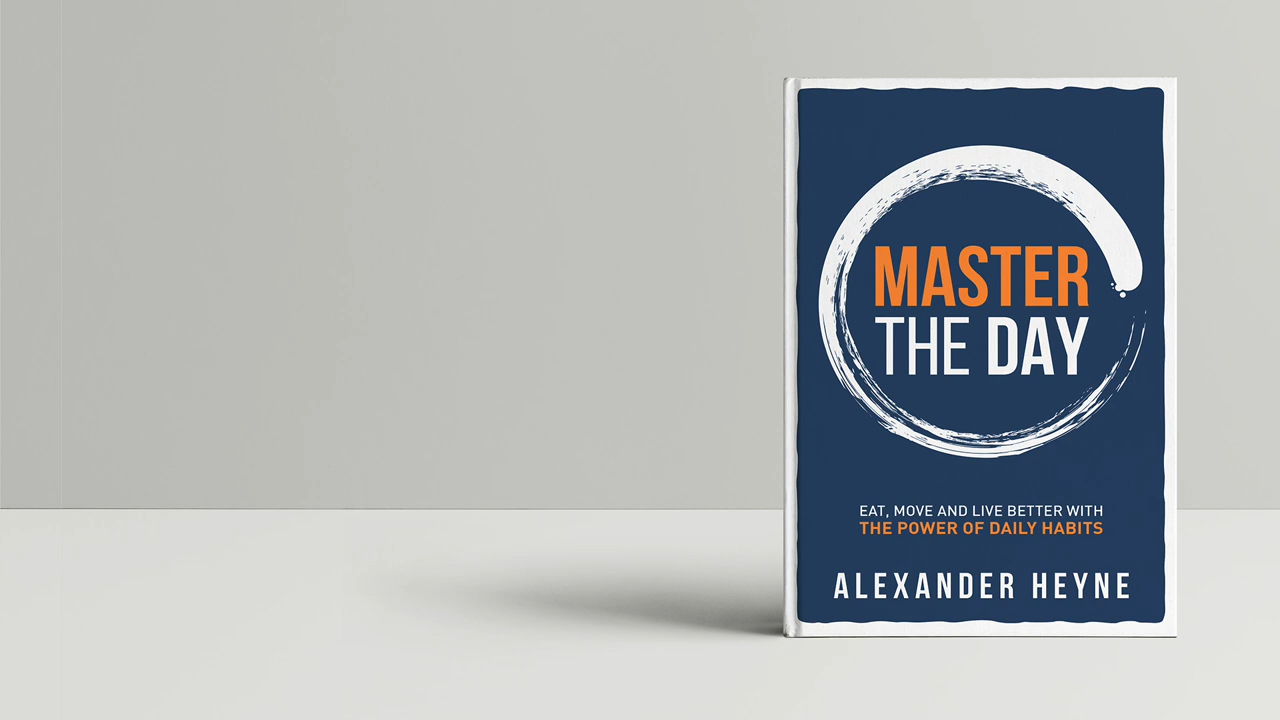 MASTER
THE DAY
EAT, MOVE AND LIVE BETTER WITH
THE POWER OF DAILY HABITS
ALEXANDER HEYNE